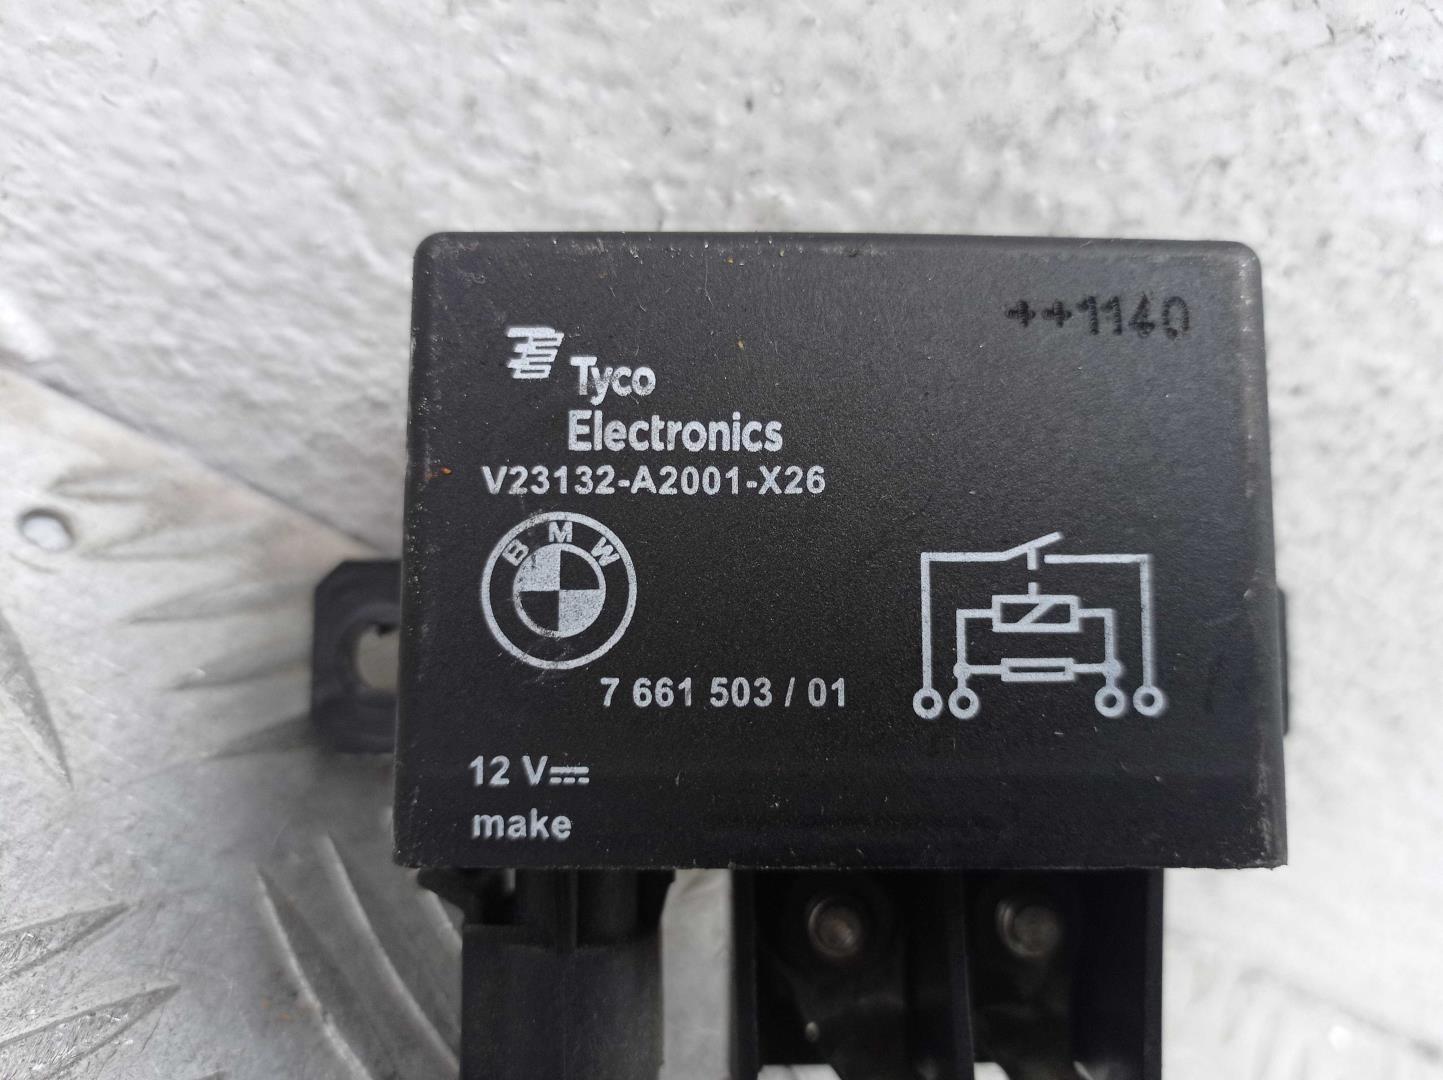 ++1140
Tyco
Electronics
V23132-A2001-X26
BMW
7 661 503 / 01
12 V⎓
make